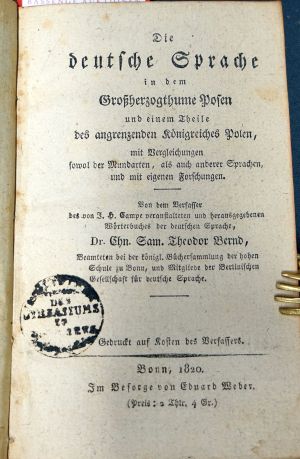 Die
deutsche Sprache
in dem
Großherzogthume Posen
und einem Theile
des angrenzenden Königreiches Polen,
mit Vergleichungen
sowol der Mundarten, als auch anderer Sprachen,
und mit eigenen Forschungen.
Von dem Verfasser
des von J. H. Campe veranstalteten und herausgegebenen
Wörterbuches der deutschen Sprache,
Dr. Chn. Sam. Theodor Bernd,
Beamteten bei der königl. Büchersammlung der hohen
Schule zu Bonn, und Mitgliede der Berlinischen
Gesellschaft für deutsche Sprache.
DES
GYMNASIUMS
Gedruckt auf Kosten des Verfassers.
Bonn, 1820.
Im Besorge von Eduard Weber.
(Preis: 2 Thlr. 4 Gr.)